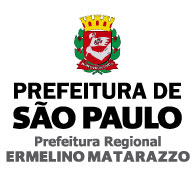 PREFEITURA DE
SÃO PAULO
Prefeitura Regional
ERMELINO MATARAZZO